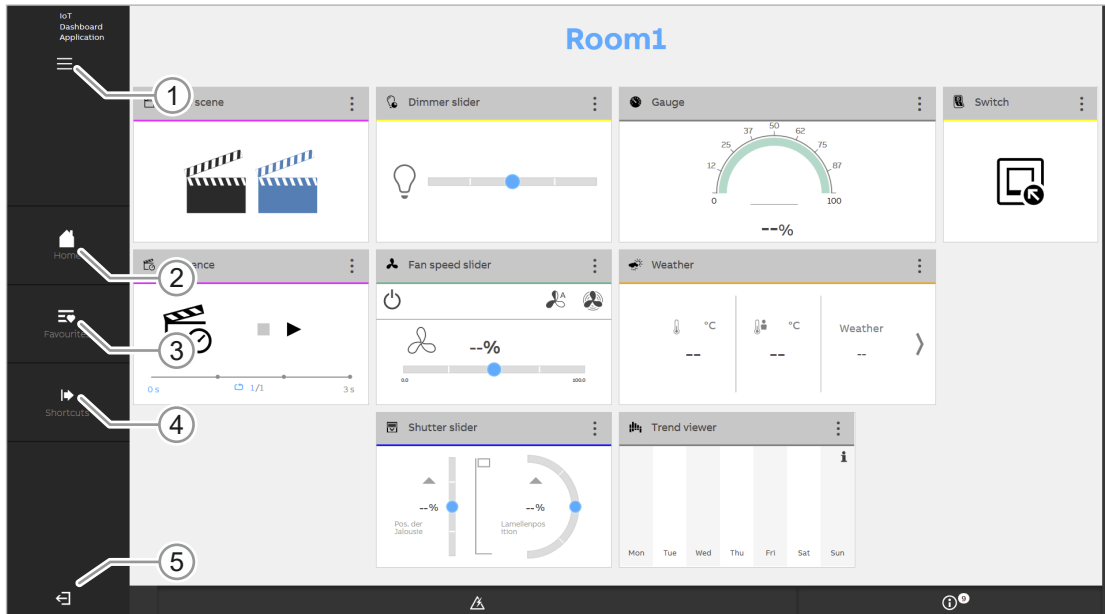 IoT
Dashboard
Application
Room1
1
scene
Dimmer slider
Gauge
Switch
0
12
25
37
50
62
75
87
100
--%
Home
2
ence
Fan speed slider
Weather
A
--%
0.0
100.0
°C
--
°C
--
Weather
--
Favourite
3
0 s
1/1
3 s
Shortcuts
4
Shutter slider
Trend viewer
i
--%
Pos. der
Jalousie
--%
Lamellenpos
ition
Mon Tue Wed Thu Fri Sat Sun
5
9